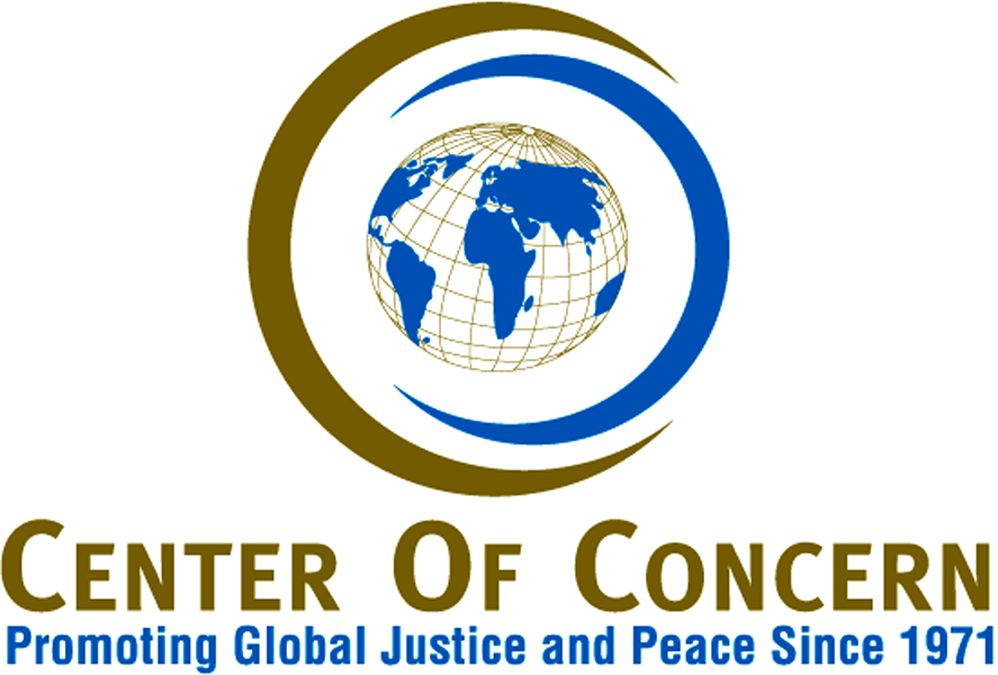 CENTER OF CONCERN
Promoting Global Justice and Peace Since 1971